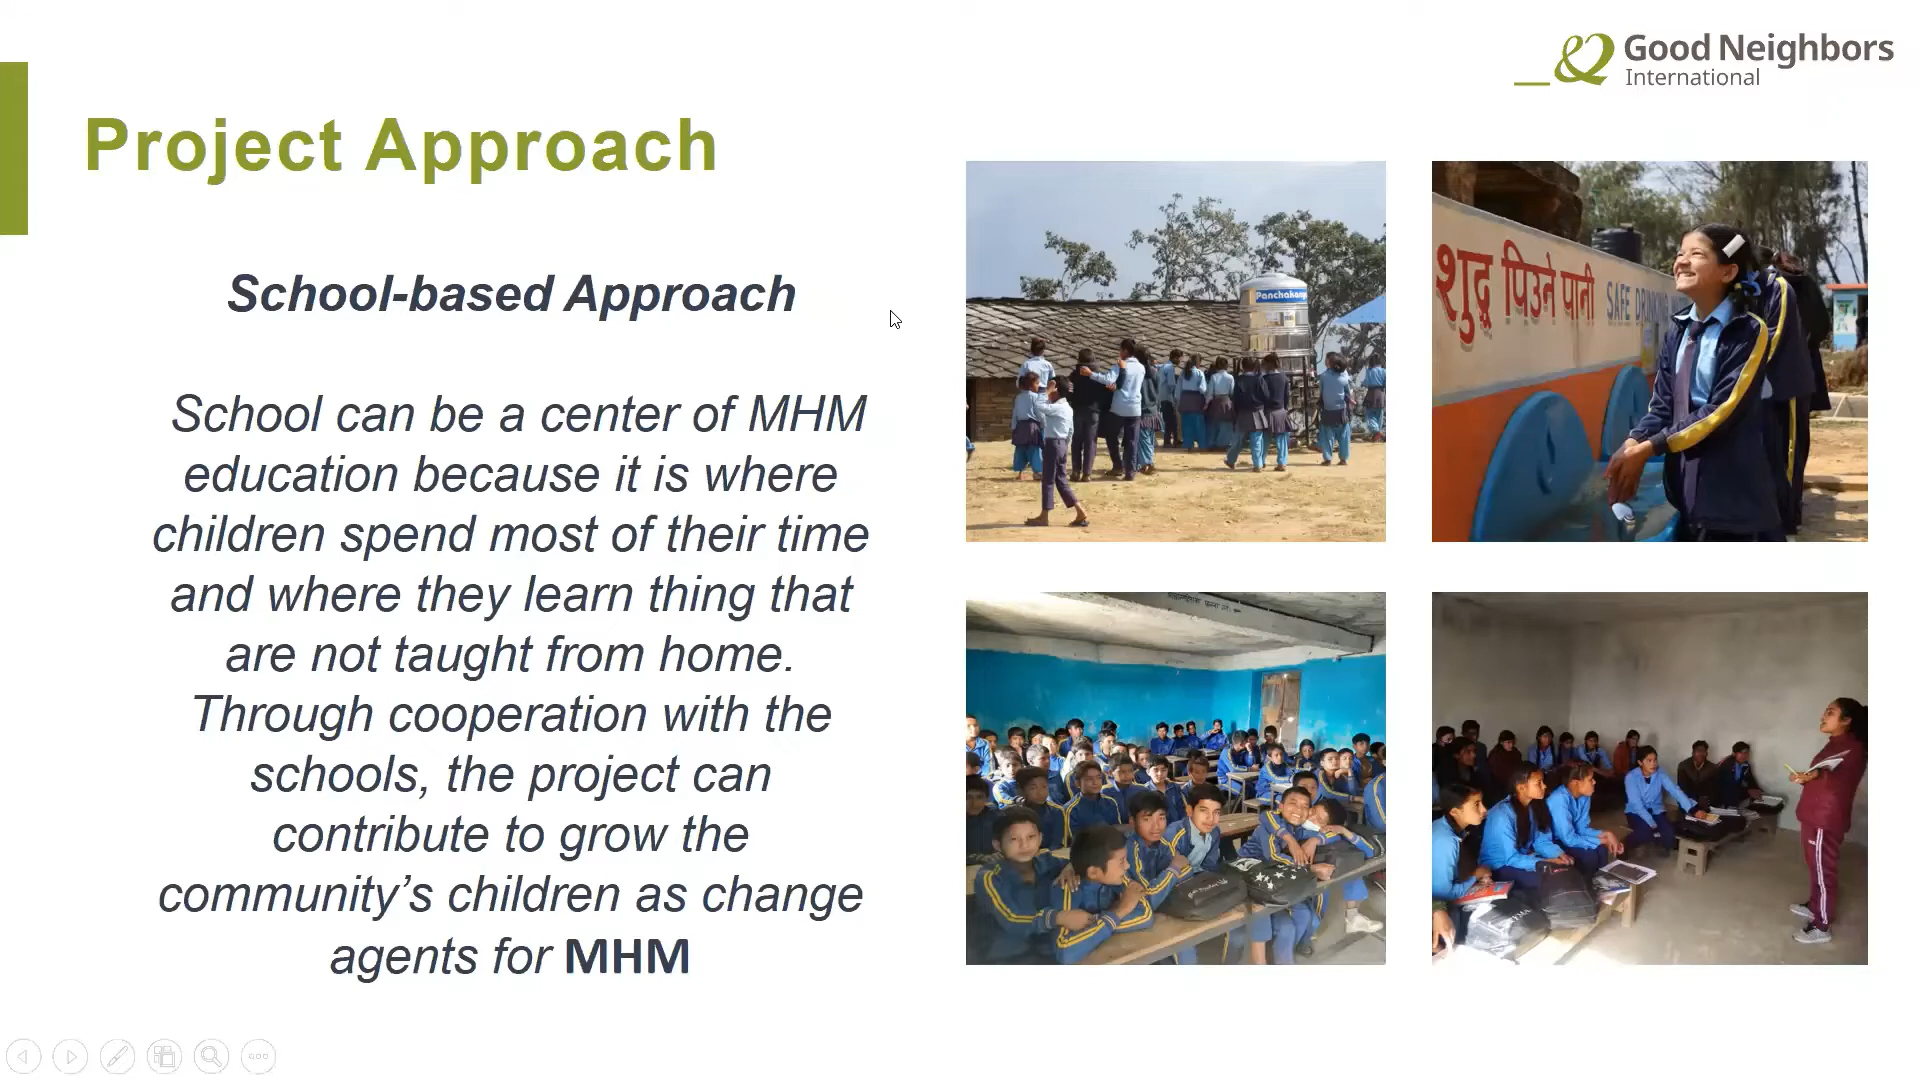 Good Neighbors
International
Project Approach
School-based Approach
School can be a center of MHM
education because it is where
children spend most of their time
and where they learn thing that
are not taught from home.
Through cooperation with the
schools, the project can
contribute to grow the
community’s children as change
agents for MHM
Panchakanya
शुद्ध पिउने पानी SAFE DRINKING